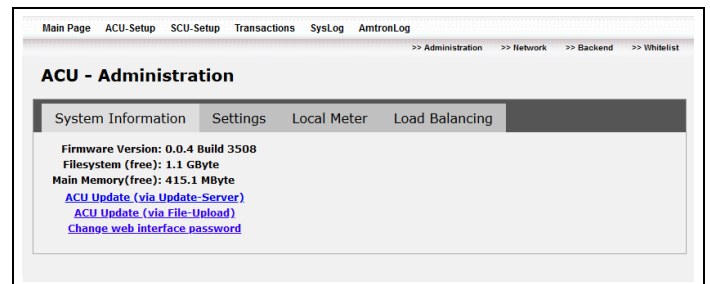 Main Page ACU-Setup SCU-Setup Transactions SysLog AmtronLog
>> Administration >> Network >> Backend >> Whitelist
ACU - Administration
System Information Settings Local Meter Load Balancing
Firmware Version: 0.0.4 Build 3508
Filesystem (free): 1.1 GByte
Main Memory(free): 415.1 MByte
ACU Update (via Update-Server)
ACU Update (via File-Upload)
Change web interface password